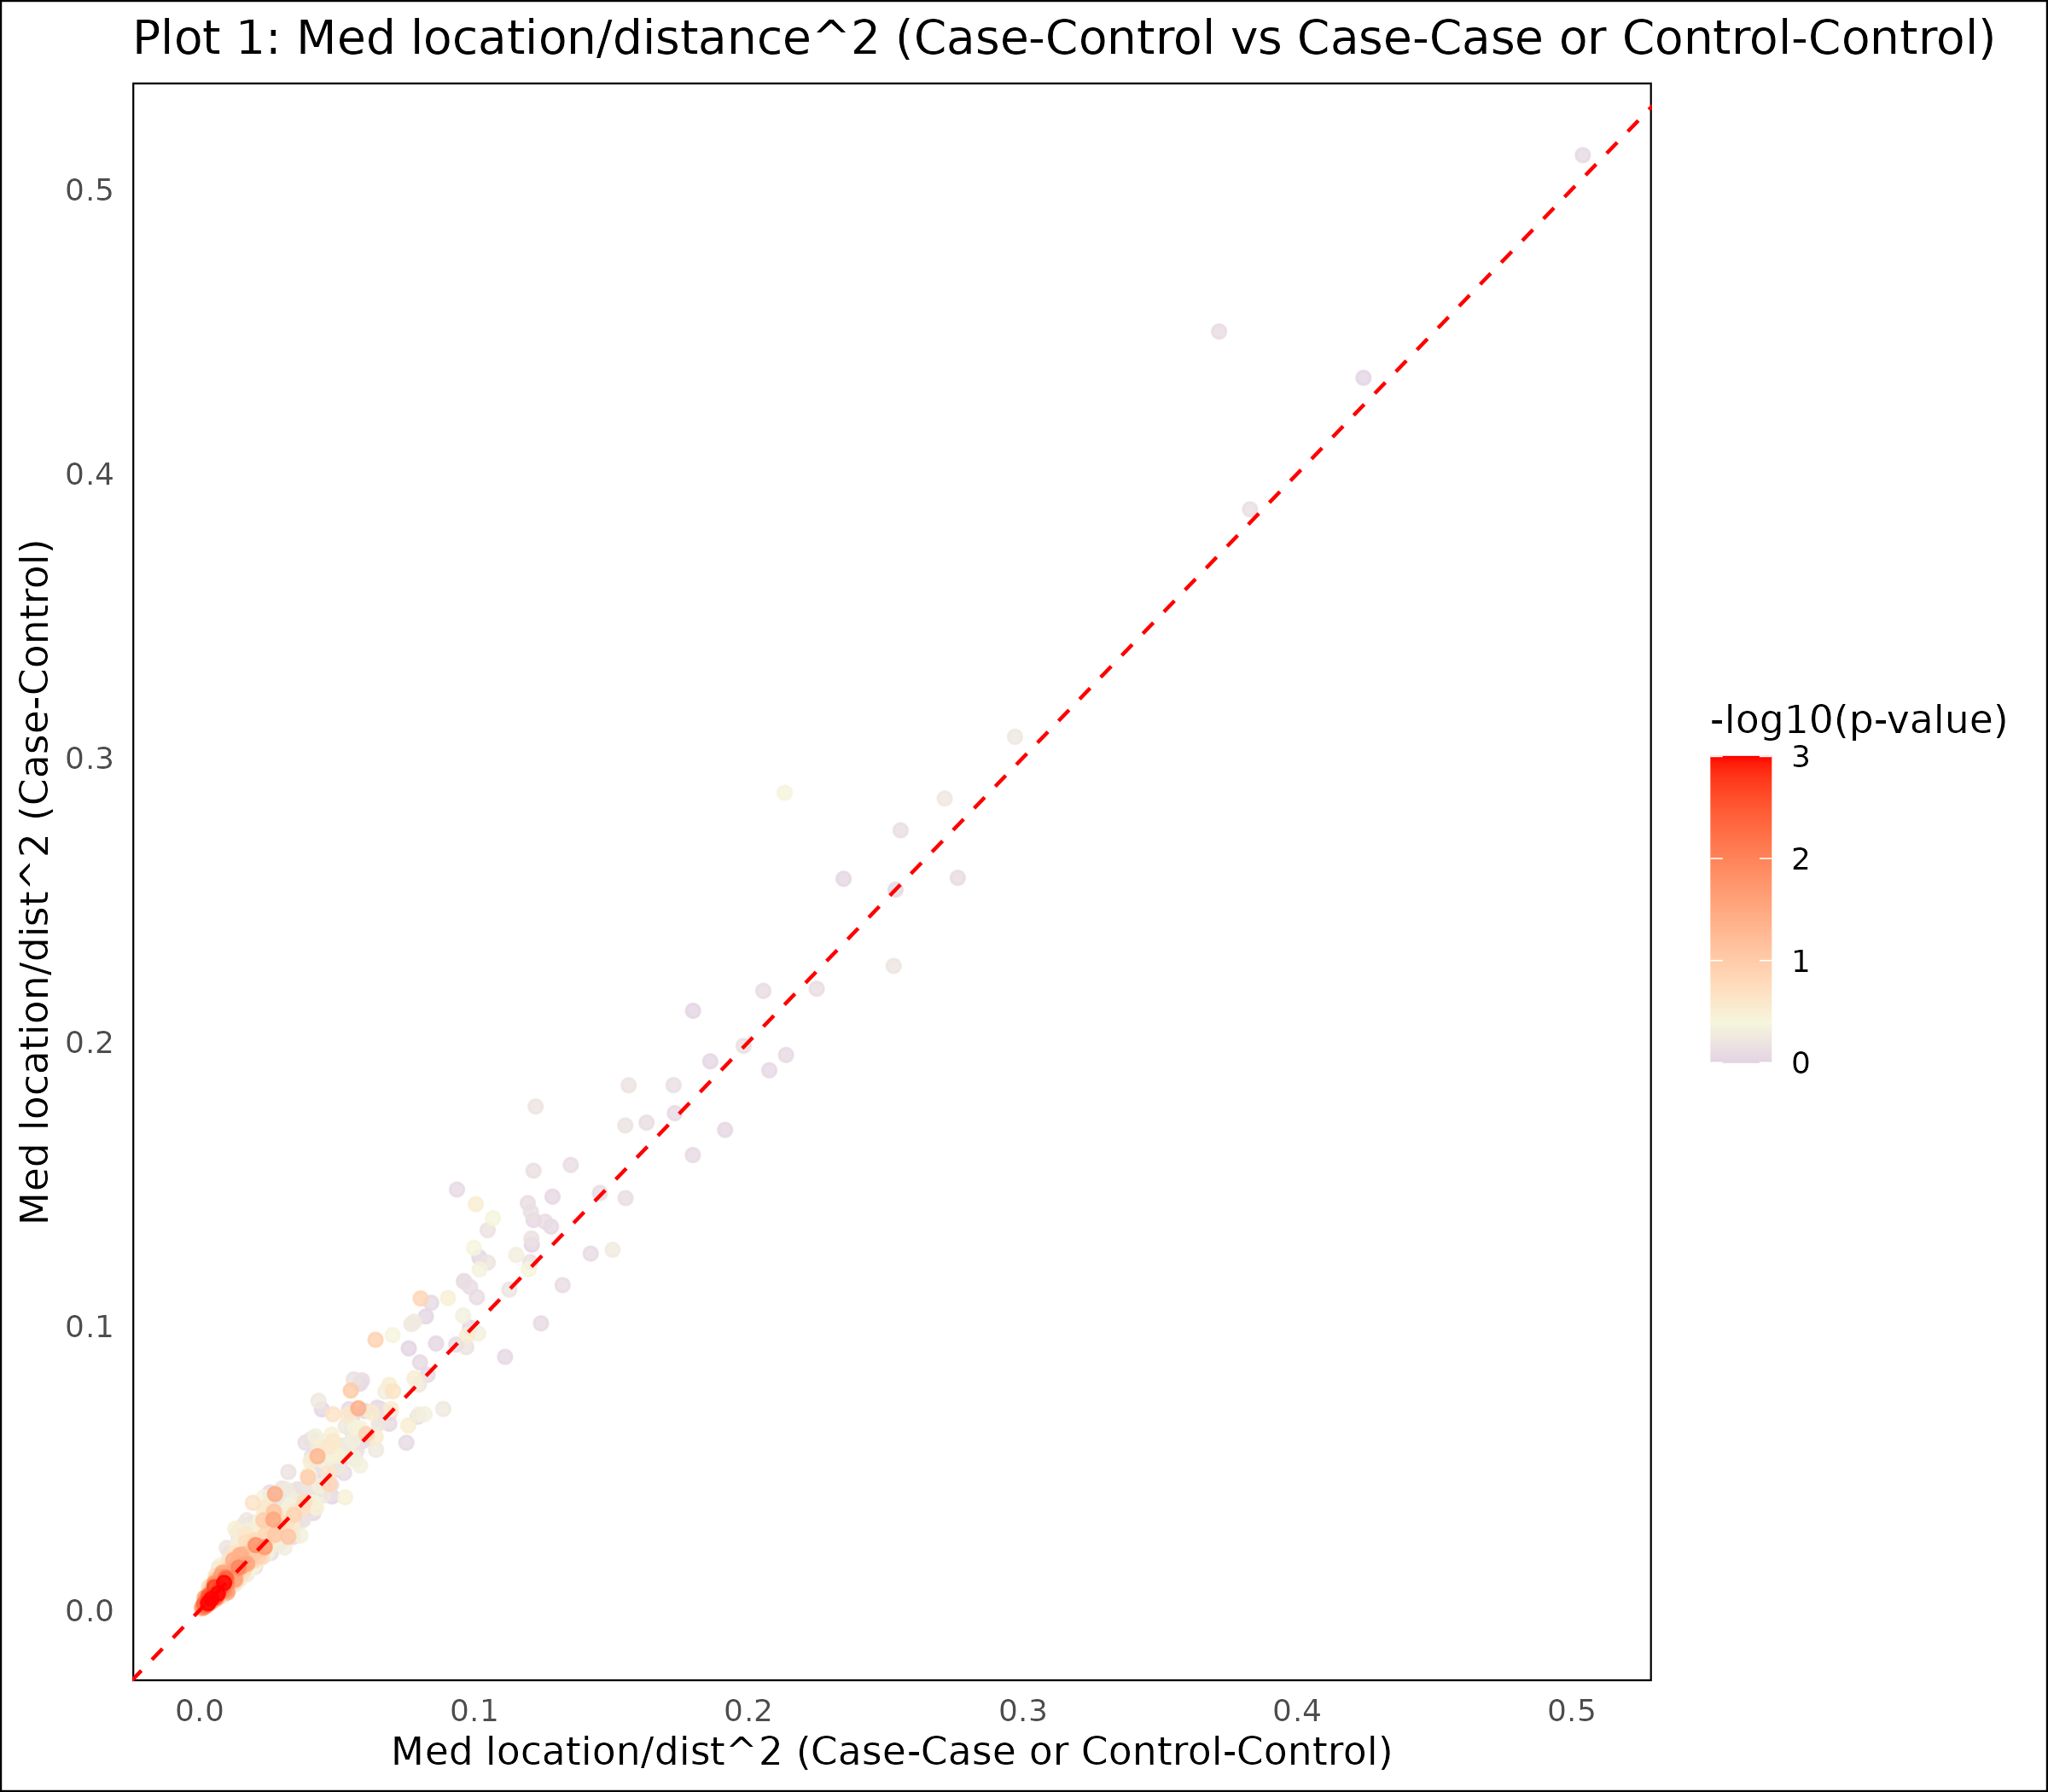 Plot 1: Med location/distance^2 (Case-Control vs Case-Case or Control-Control)
Med location/dist^2 (Case-Control)
0.5
0.4
0.3
0.2
0.1
0.0
0.0 0.1 0.2 0.3 0.4 0.5
Med location/dist^2 (Case-Case or Control-Control)
-log10(p-value)
3
2
1
0